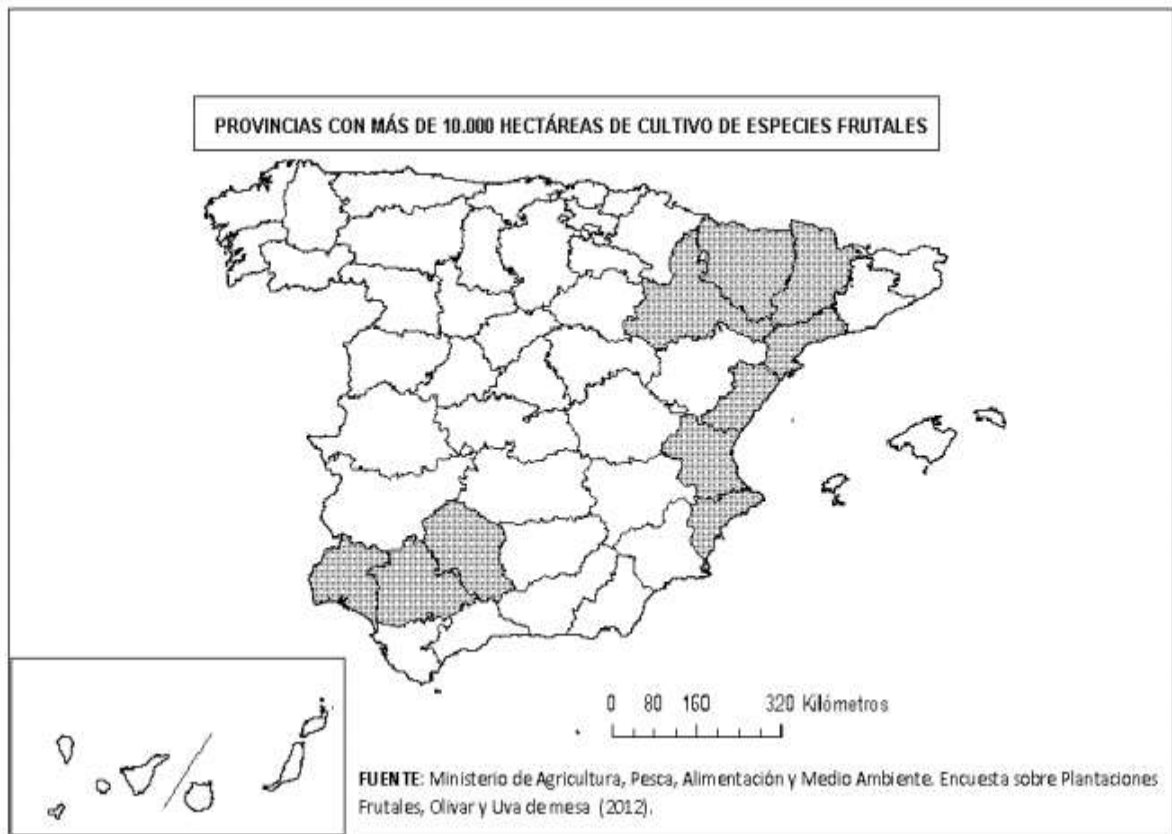 PROVINCIAS CON MÁS DE 10.000 HECTÁREAS DE CULTIVO DE ESPECIES FRUTALES
0 80 160 320 Kilómetros
FUENTE: Ministerio de Agricultura, Pesca, Alimentación y Medio Ambiente. Encuesta sobre Plantaciones
Frutales, Olivar y Uva de mesa (2012).